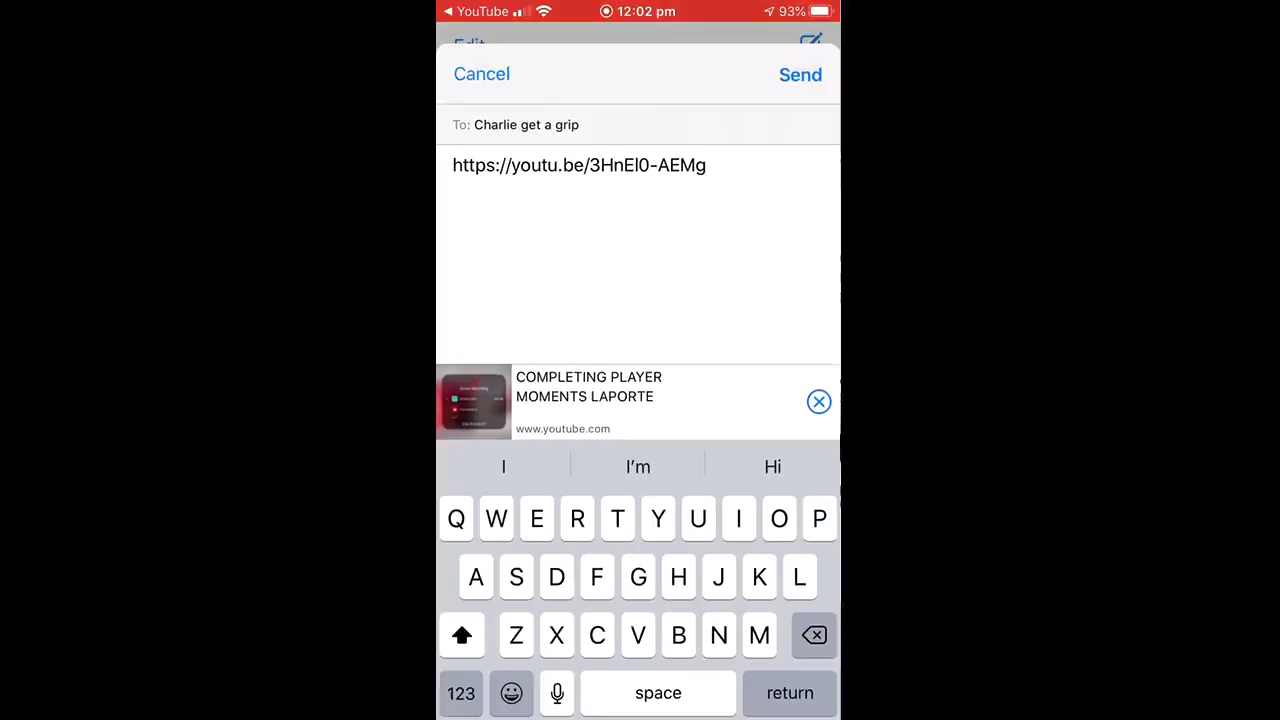 YouTube 12:02 pm 93%
Edit
Cancel Send
To: Charlie get a grip
https://youtu.be/3HnEl0-AEMg
COMPLETING PLAYER
MOMENTS LAPORTE
www.youtube.com
I I'm Hi
Q W E R T Y U I O P
A S D F G H J K L
Z X C V B N M
123 space return